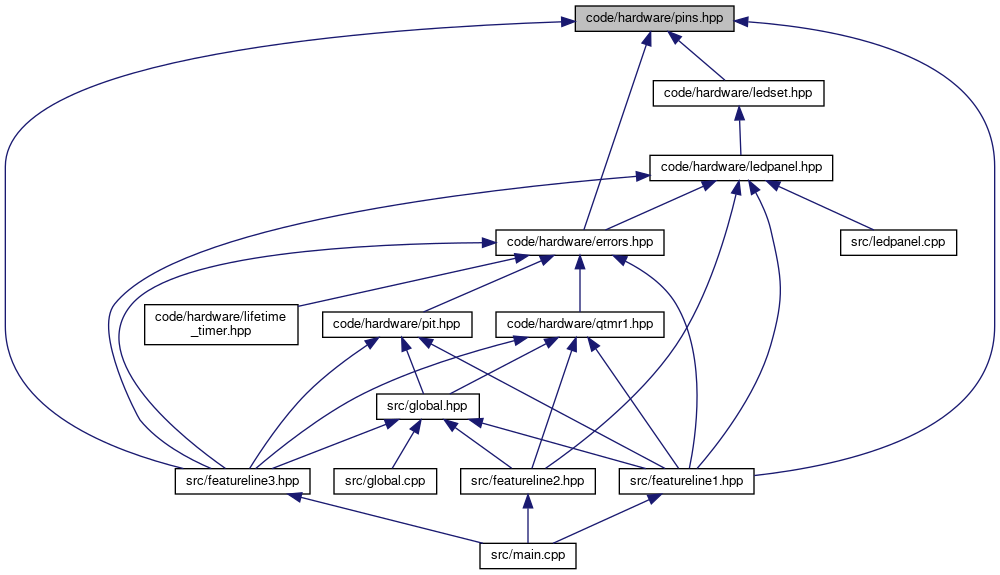 code/hardware/pins.hpp
code/hardware/ledset.hpp
code/hardware/ledpanel.hpp
code/hardware/errors.hpp
src/ledpanel.cpp
code/hardware/lifetime
_timer.hpp
code/hardware/pit.hpp
code/hardware/qtmr1.hpp
src/global.hpp
src/featureline3.hpp
src/global.cpp
src/featureline2.hpp
src/featureline1.hpp
src/main.cpp